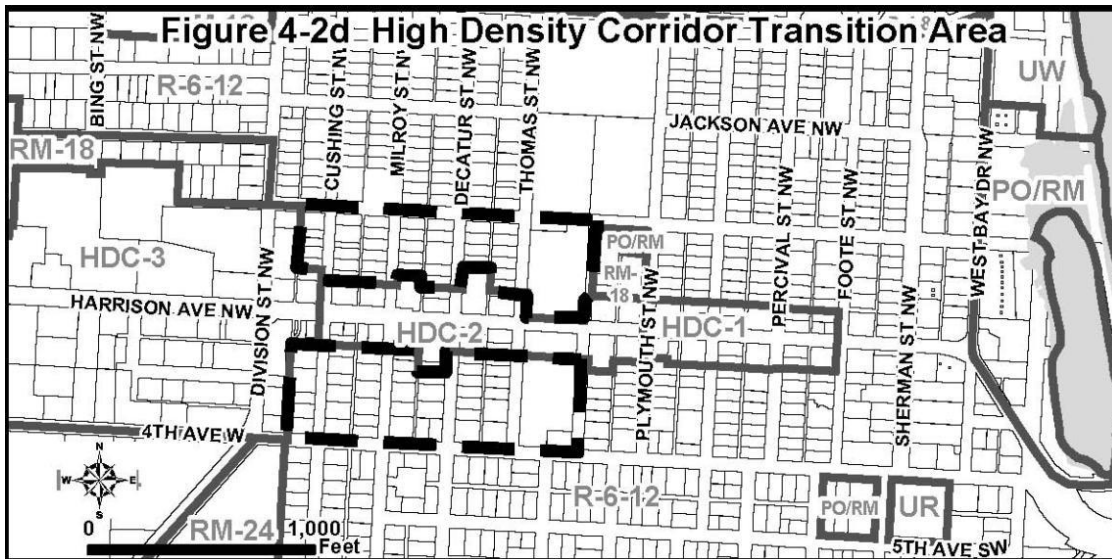 Figure 4-2d High Density Corridor Transition Area
BING ST NW
R-6-12
CUSHING ST NW
MILROY ST NW
DECATUR ST NW
THOMAS ST NW
JACKSON AVE NW
UW
RM-18
PO/RM
WEST BAY DR NW
PERCIVAL ST NW
FOOTE ST NW
HDC-3
DIVISION ST NW
PO/RM
RM-
18
HARRISON AVE NW
HDC-2
PLYMOUTH ST NW
HDC-1
SHERMAN ST NW
4TH AVE W
N
W
E
S
R-6-12
PO/RM
UR
0
1,000
Feet
RM-24
5TH AVE SW